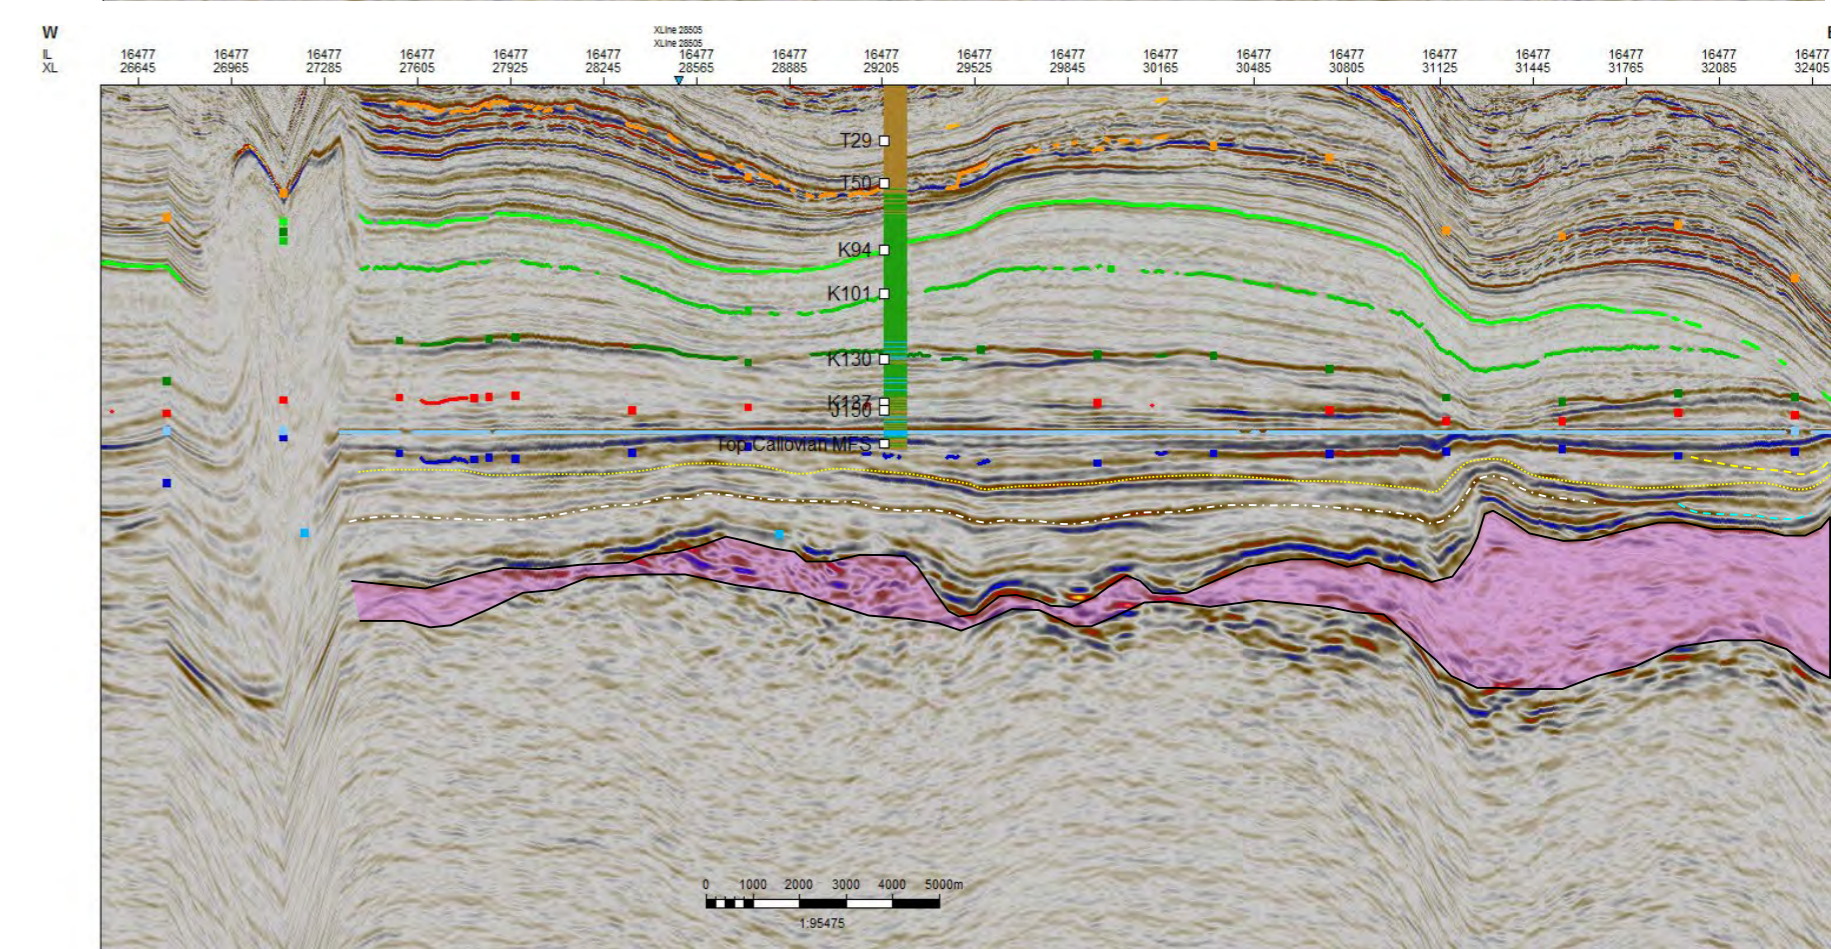 XLine 28505
W XLine 28505 E
IL 16477 16477 16477 16477 16477 16477 16477 16477 16477 16477 16477 16477 16477 16477 16477 16477 16477 16477 16477
XL 26645 26965 27285 27605 27925 28245 28565 28885 29205 29525 29845 30165 30485 30805 31125 31445 31765 32085 32405
T29
T50
K94
K101
K130
K137
J150
Top Callovian MFS
0 1000 2000 3000 4000 5000m
1:95475